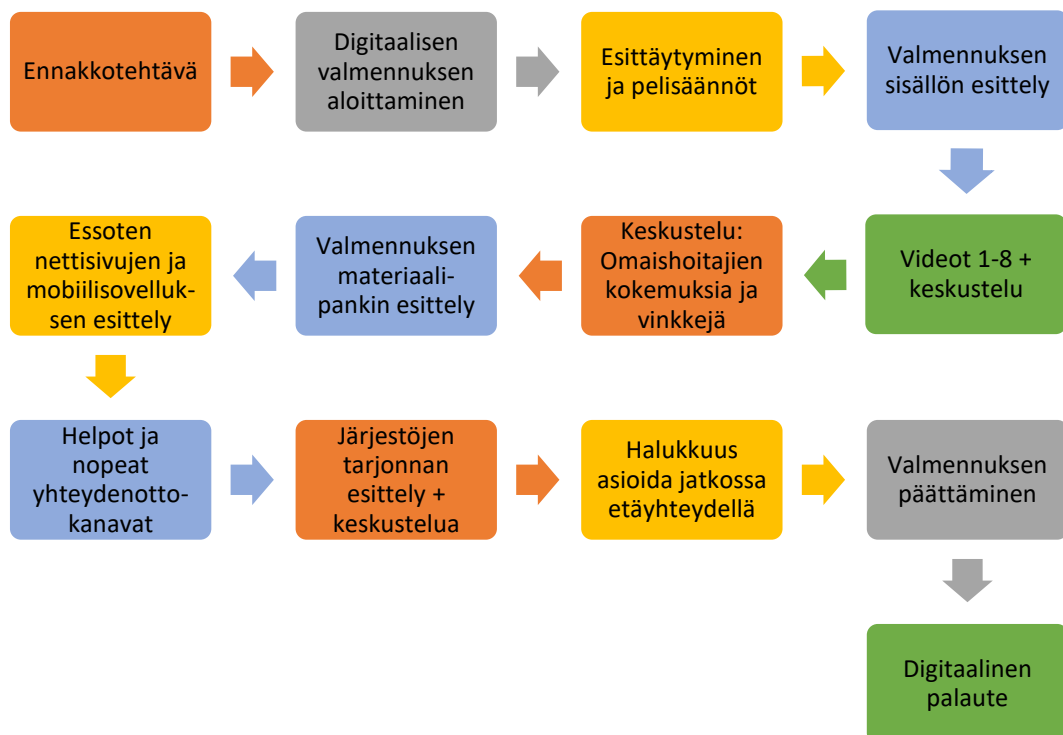 Ennakkotehtävä
Digitaalisen
valmennuksen
aloittaminen
Esittäytyminen
ja pelisäännöt
Valmennuksen
sisällön esittely
Videot 1-8 +
keskustelu
Keskustelu:
Omaishoitajien
kokemuksia ja
vinkkejä
Valmennuksen
materiaali-
pankin esittely
Essoten
nettisivujen ja
mobiilisovelluk-
sen esittely
Helpot ja
nopeat
yhteydenotto-
kanavat
Järjestöjen
tarjonnan
esittely +
keskustelua
Halukkuus
asioida jatkossa
etäyhteydellä
Valmennuksen
päättäminen
Digitaalinen
palaute